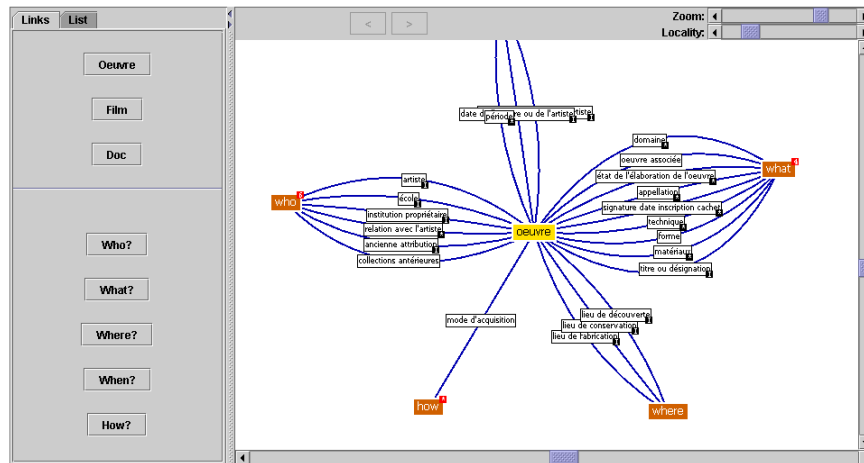 Links
List
Oeuvre
Film
Doc
Who?
What?
Where?
When?
How?
<
>
Zoom:
Locality:
période
domaine
oeuvre associée
état de l'élaboration de l'oeuvre
appellation
signature date inscription cachet
technique
forme
matériaux
titre ou désignation
what
artiste
école
institution propriétaire
relation avec l'artiste
ancienne attribution
collections antérieures
who
oeuvre
mode d'acquisition
lieu de découverte
lieu de conservation
lieu de fabrication
how
where